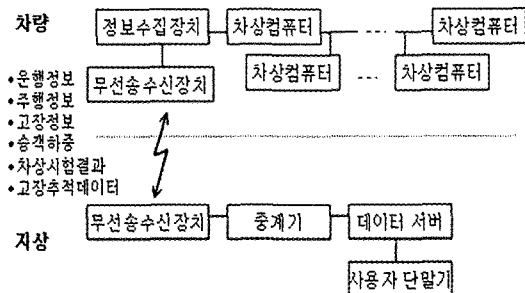 차량
정보수집장치 차상컴퓨터 차상컴퓨터
무선송수신장치 차상컴퓨터 차상컴퓨터
•운행정보
•주행정보
•고장정보
•승객하중
•차상시험결과
•고장추적데이터
지상
무선송수신장치 중계기 데이터 서버
사용자 단말기